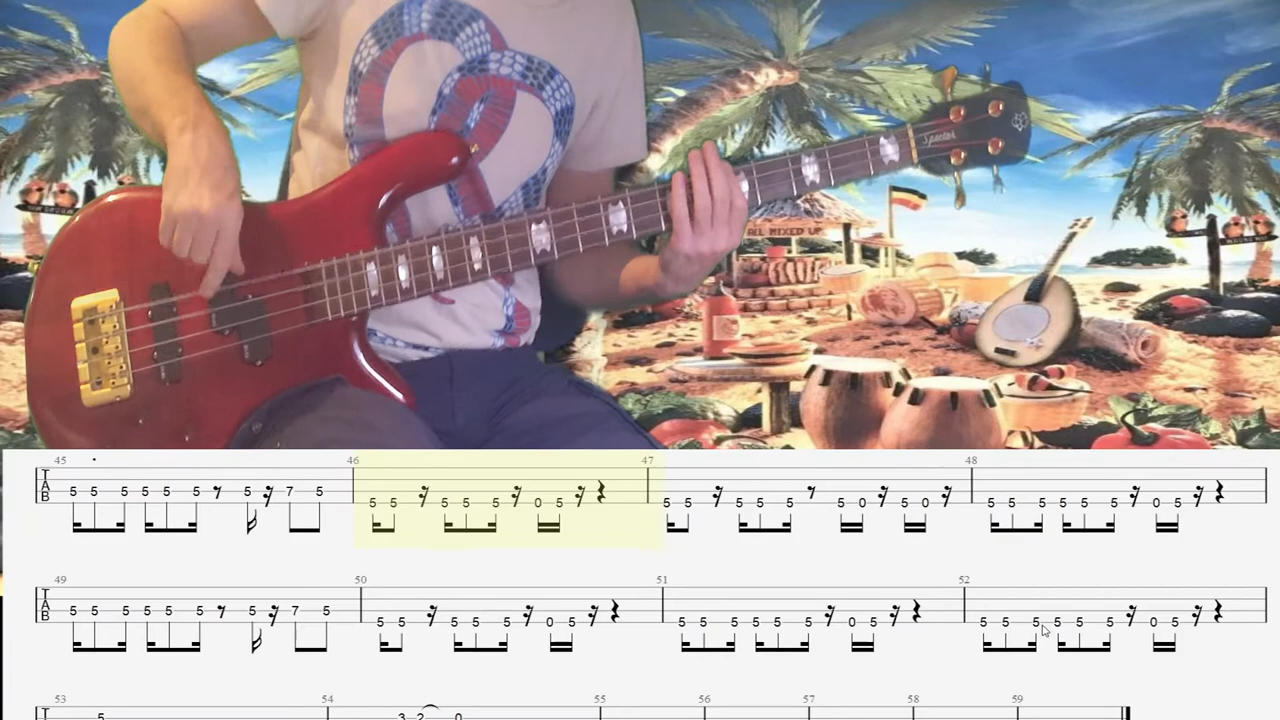 Spector
ALL MIXED UP
45 46 47 48
T 5 5 5 5 5 5 5 7 5 5 5 5 5 5 0 5 5 5 5 5 5 5 0 5 0 5 5 5 5 5 5 0 5
A
B
49 50 51 52
T 5 5 5 5 5 5 5 7 5 5 5 5 5 5 0 5 5 5 5 5 5 5 0 5 5 5 5 5 5 5 0 5
A
B
53 54 55 56 57 58 59
T 5 3 2 0